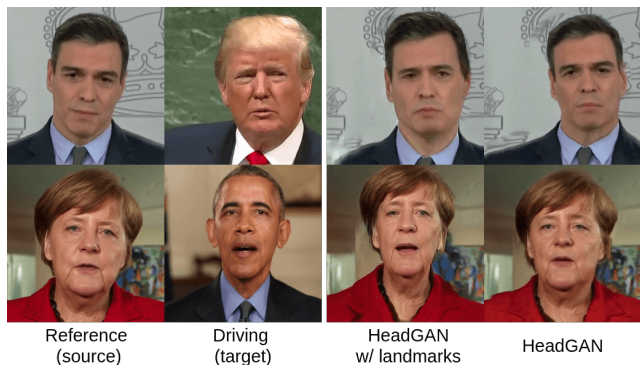 Reference
(source)
Driving
(target)
HeadGAN
w/ landmarks
HeadGAN